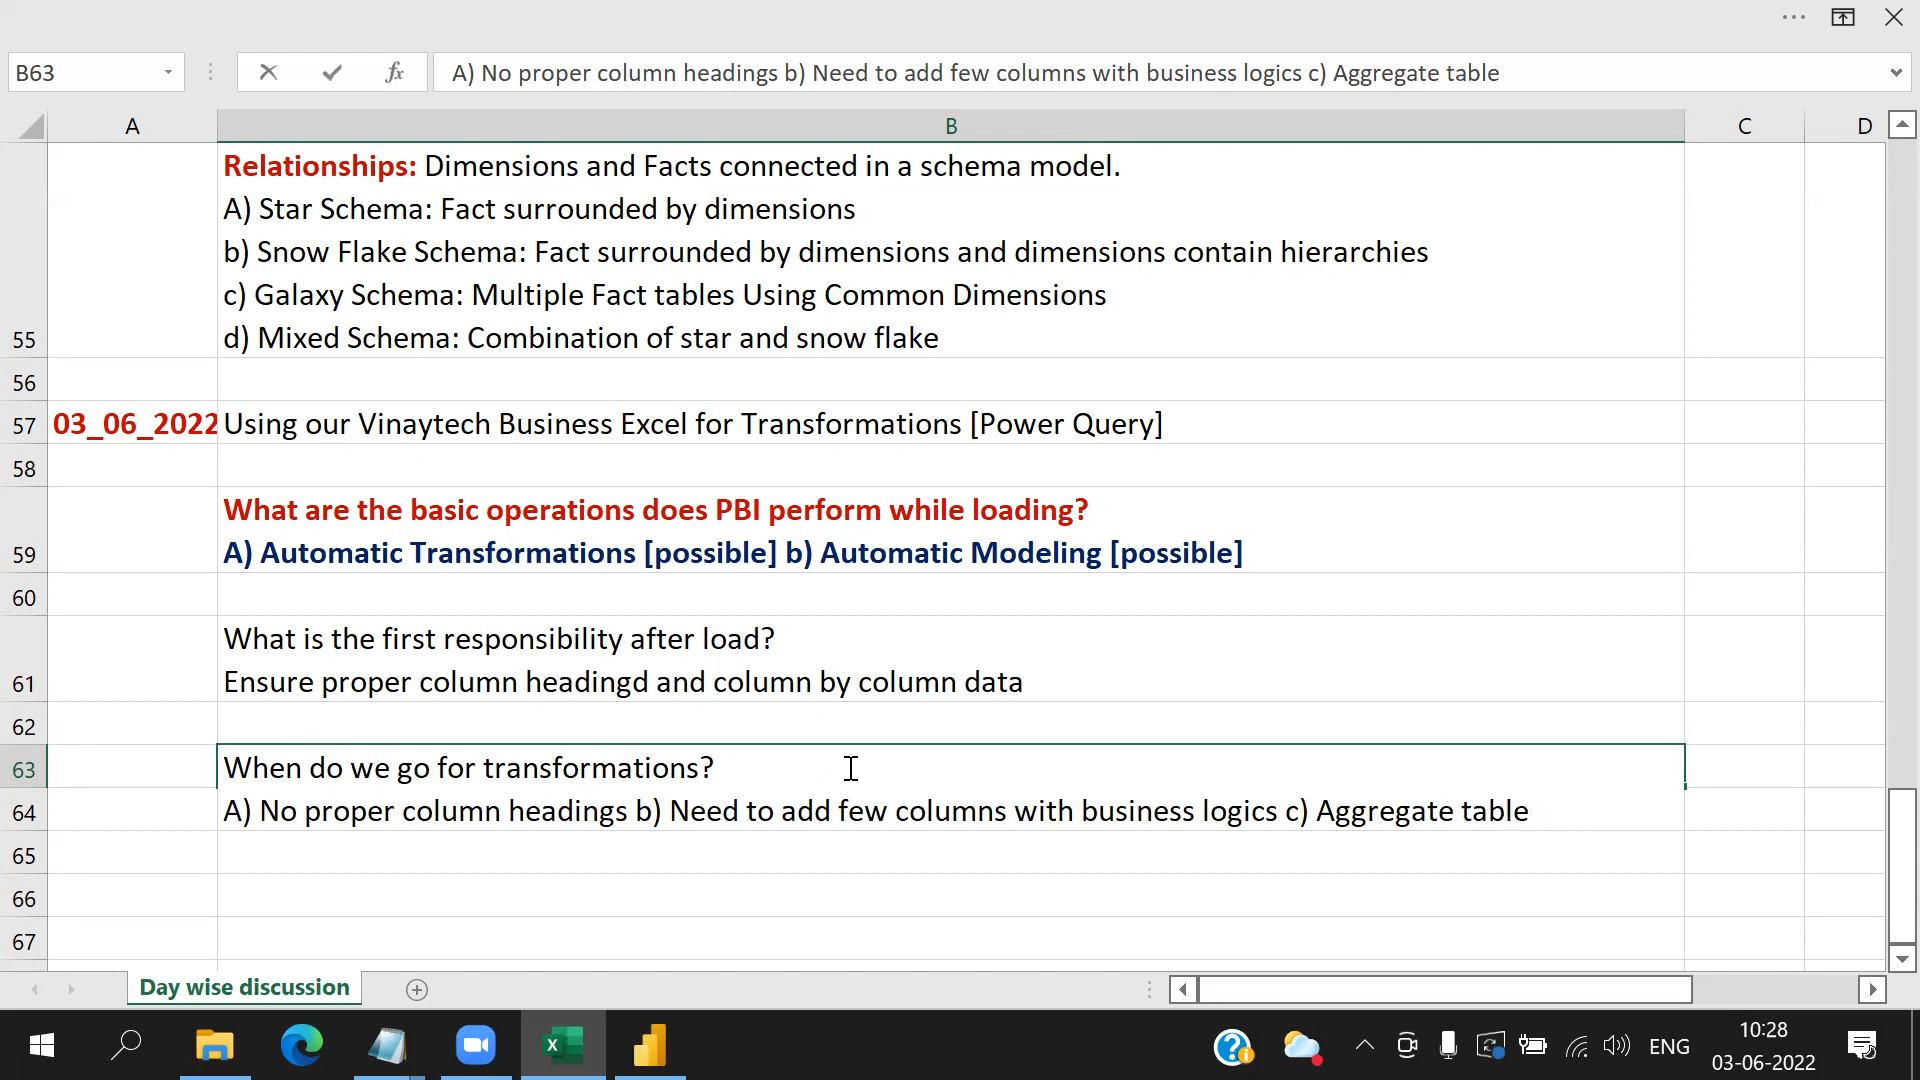 B63
fx
A) No proper column headings b) Need to add few columns with business logics c) Aggregate table
A B C D
Relationships: Dimensions and Facts connected in a schema model.
A) Star Schema: Fact surrounded by dimensions
b) Snow Flake Schema: Fact surrounded by dimensions and dimensions contain hierarchies
c) Galaxy Schema: Multiple Fact tables Using Common Dimensions
55 d) Mixed Schema: Combination of star and snow flake
56
57 03_06_2022 Using our Vinaytech Business Excel for Transformations [Power Query]
58
What are the basic operations does PBI perform while loading?
59 A) Automatic Transformations [possible] b) Automatic Modeling [possible]
60
What is the first responsibility after load?
61 Ensure proper column headingd and column by column data
62
63 When do we go for transformations?
64 A) No proper column headings b) Need to add few columns with business logics c) Aggregate table
65
66
67
Day wise discussion
ENG
10:28
03-06-2022